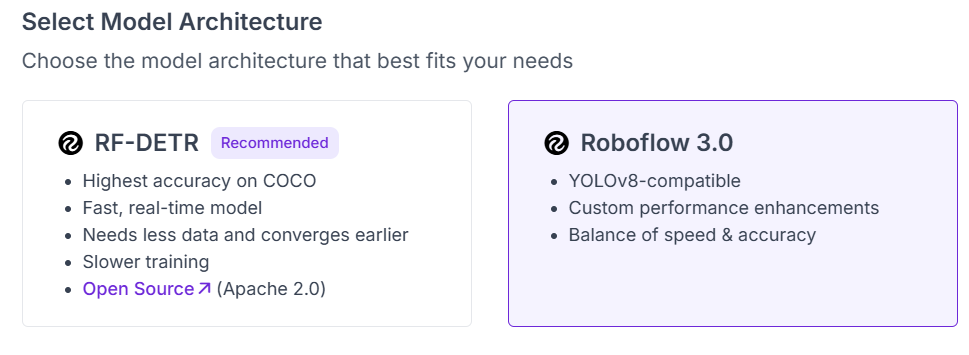 Select Model Architecture
Choose the model architecture that best fits your needs
RF-DETR Recommended
• Highest accuracy on COCO
• Fast, real-time model
• Needs less data and converges earlier
• Slower training
• Open Source↗ (Apache 2.0)
Roboflow 3.0
• YOLOv8-compatible
• Custom performance enhancements
• Balance of speed & accuracy